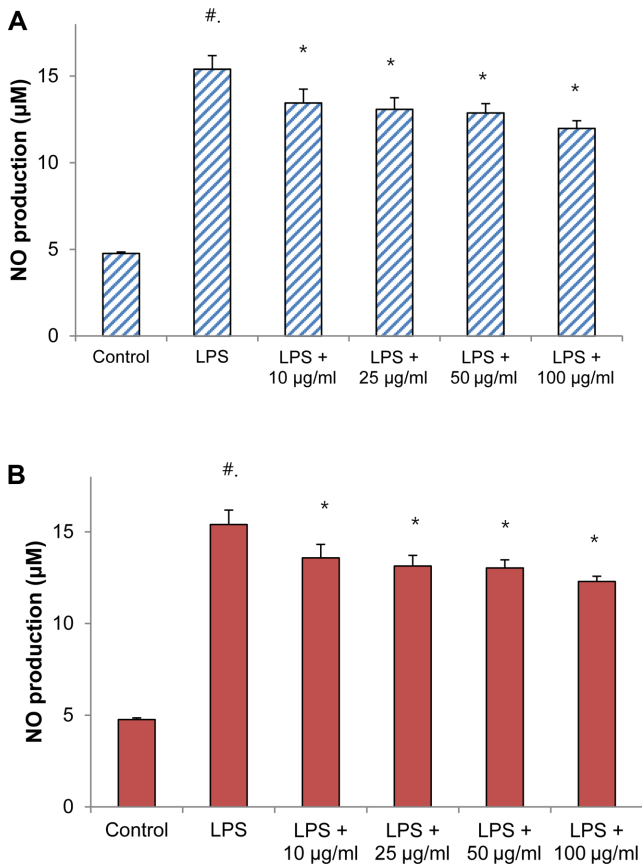 A
#.
*
*
*
*
NO production (µM)
15
10
5
0
Control
LPS
LPS +
10 µg/ml
LPS +
25 µg/ml
LPS +
50 µg/ml
LPS +
100 µg/ml
B
#.
*
*
*
*
NO production (µM)
15
10
5
0
Control
LPS
LPS +
10 µg/ml
LPS +
25 µg/ml
LPS +
50 µg/ml
LPS +
100 µg/ml